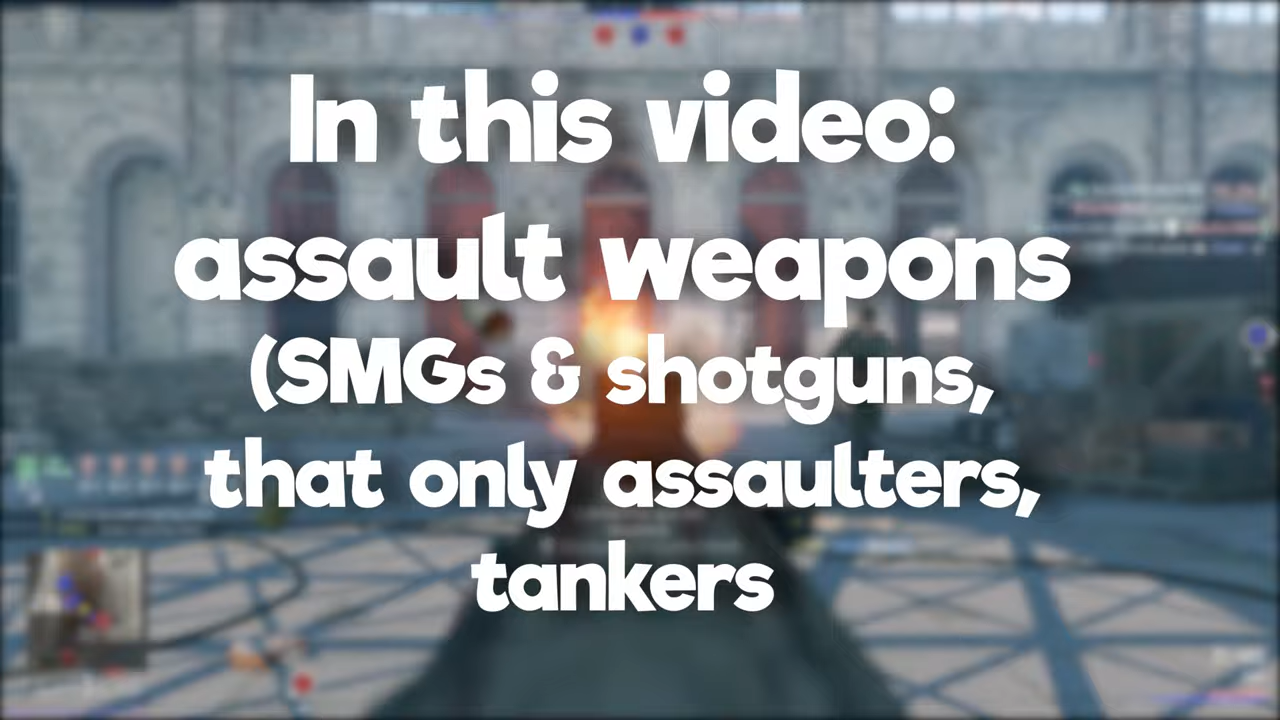 In this video:
assault weapons
(SMGs & shotguns,
that only assaulters,
tankers